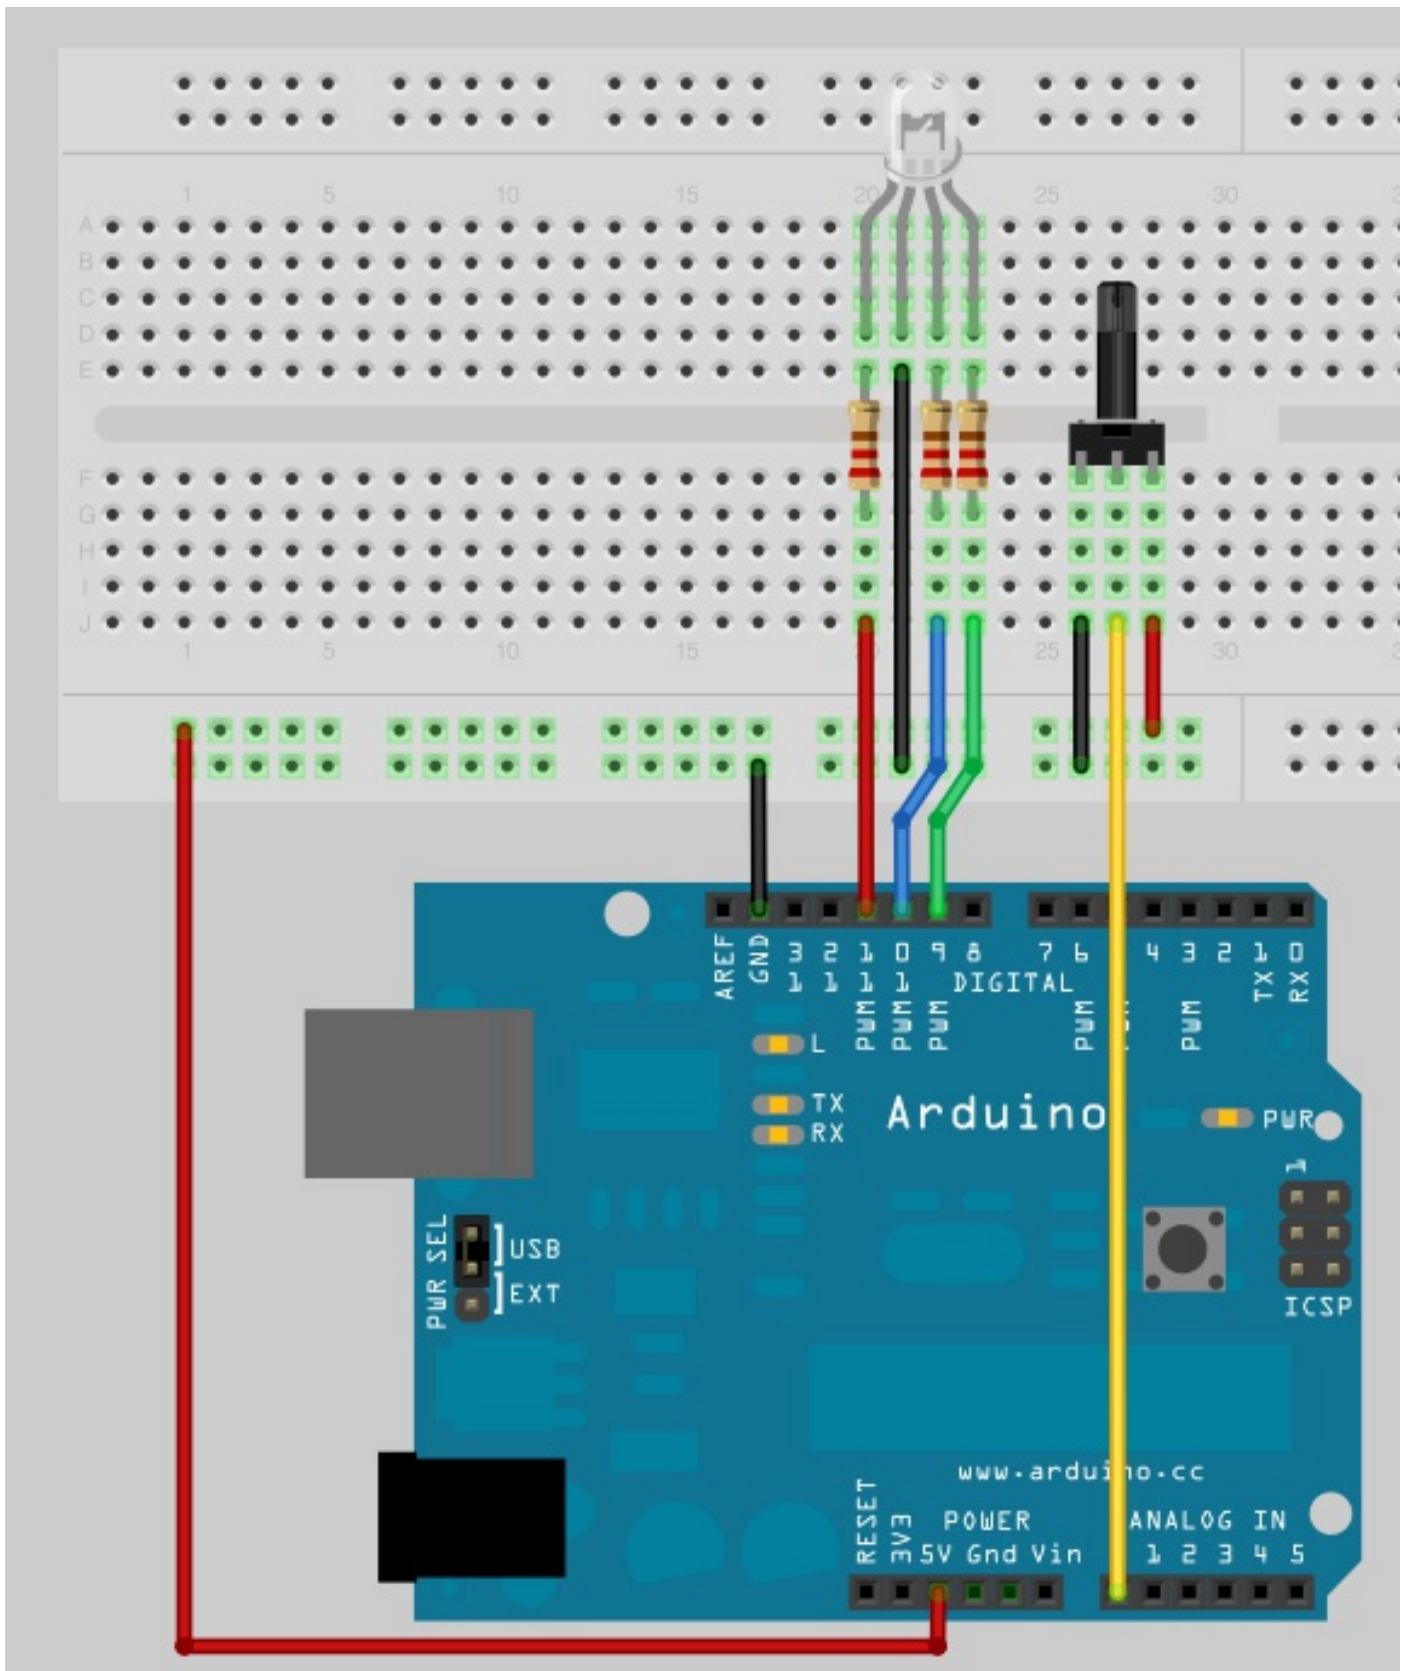 1 5 10 15 20 25 30 3
A
B
C
D
E
F
G
H
I
J
1 5 10 15 20 25 30 3
AREF GND 13 12 11 10 9 8 7 6 4 3 2 1 0
DIGITAL
TX RX
PWM PWM PWM PWM PWM
L
TX
RX
Arduino
PWR
1
ICSP
PWR SEL
USB
EXT
www.arduino.cc
RESET 3V3
POWER
5V Gnd Vin
ANALOG IN
1 2 3 4 5